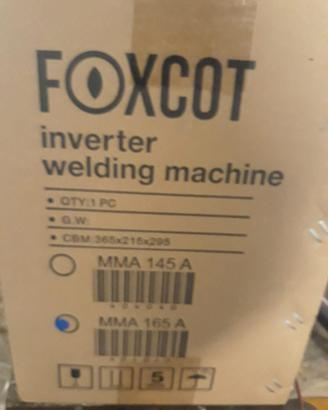 FOXCOT
inverter
welding machine
• QTY:1 PC
• G.W:
• CBM:365x215x295
MMA 145 A
MMA 165 A
5